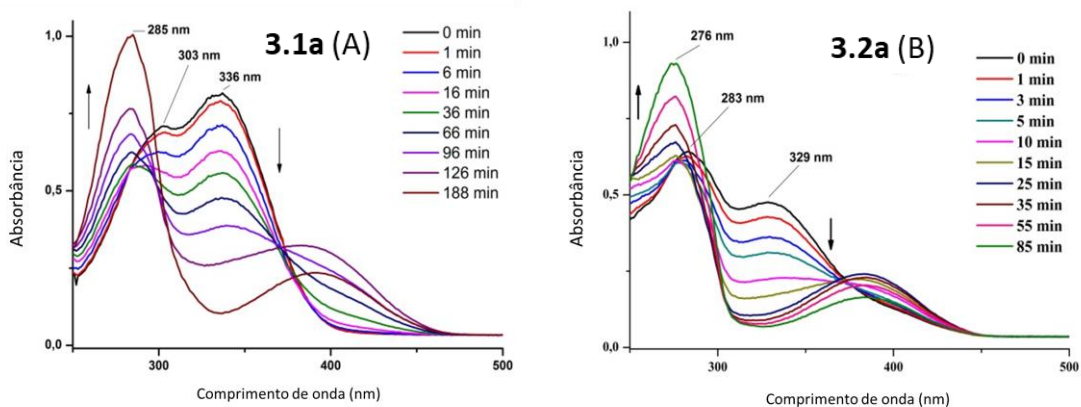 3.1a (A)
1,0
0,5
0,0
Absorbância
285 nm
303 nm
336 nm
0 min
1 min
6 min
16 min
36 min
66 min
96 min
126 min
188 min
300
400
500
Comprimento de onda (nm)
3.2a (B)
1,0
0,5
0,0
Absorbância
276 nm
283 nm
329 nm
0 min
1 min
3 min
5 min
10 min
15 min
25 min
35 min
55 min
85 min
300
400
500
Comprimento de onda (nm)